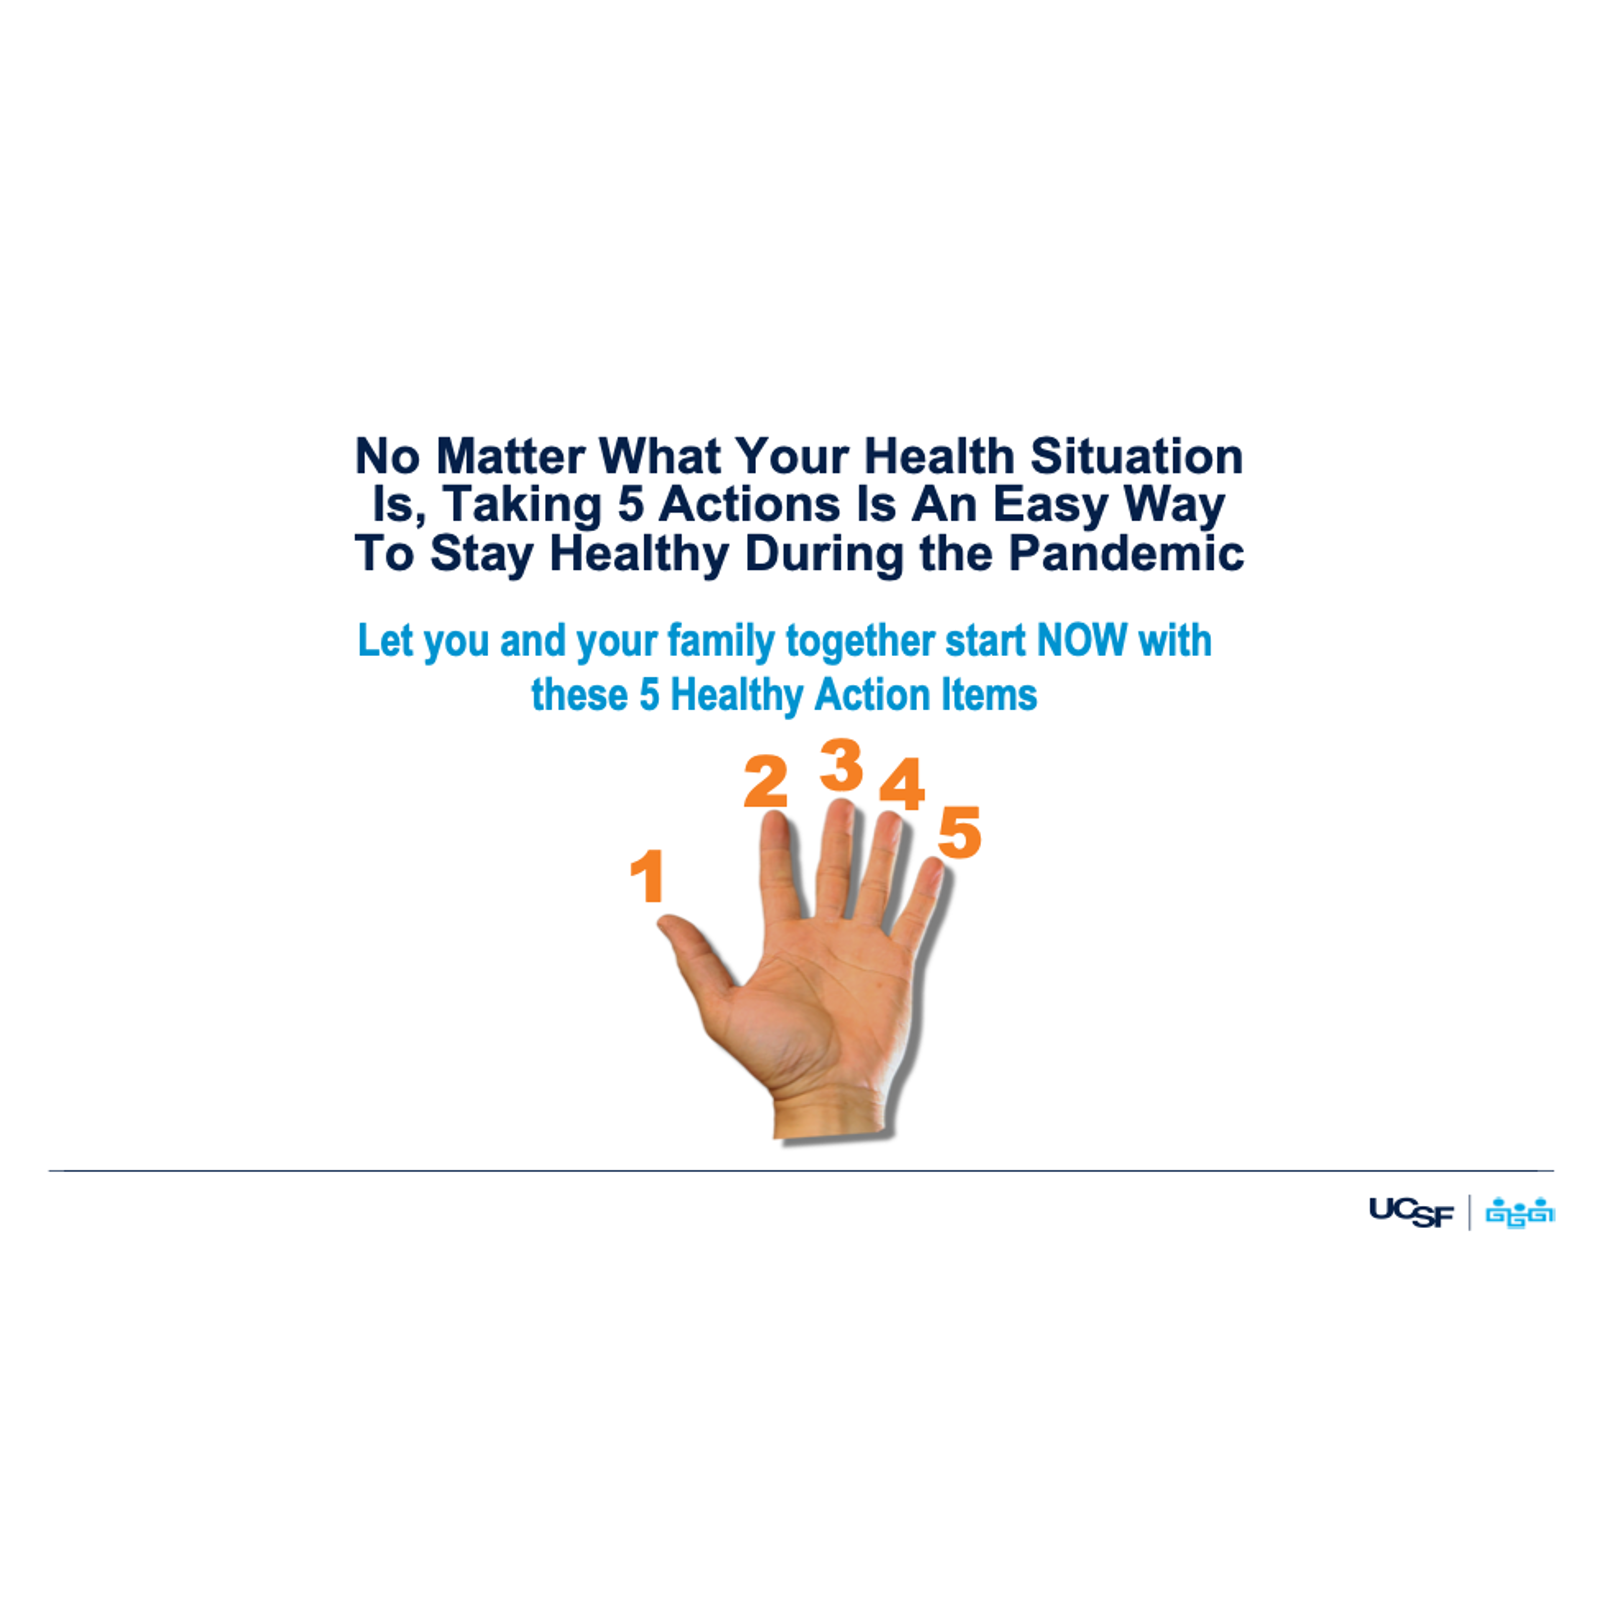 No Matter What Your Health Situation
Is, Taking 5 Actions Is An Easy Way
To Stay Healthy During the Pandemic
Let you and your family together start NOW with
these 5 Healthy Action Items
1
2
3
4
5
UCSF